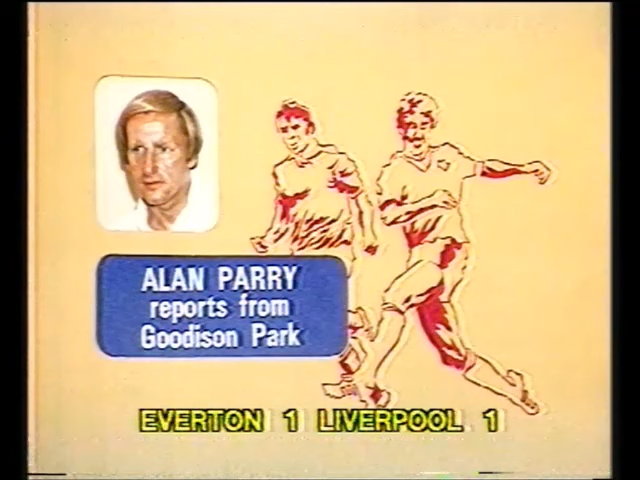 ALAN PARRY
reports from
Goodison Park
EVERTON 1 LIVERPOOL 1